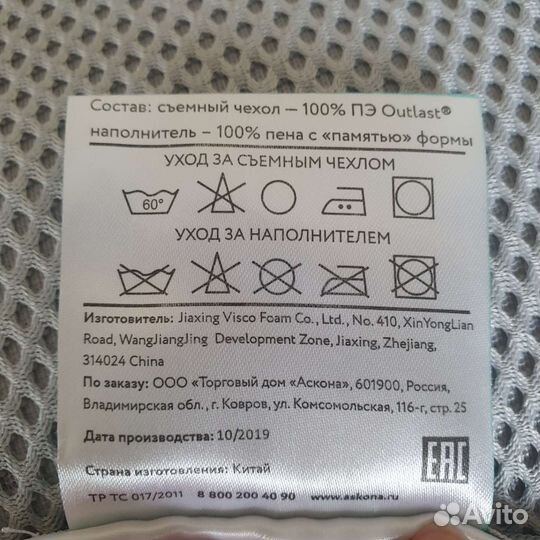 Состав: съемный чехол – 100% ПЭ Outlast®
наполнитель – 100% пена с «памятью» формы
УХОД ЗА СЪЕМНЫМ ЧЕХЛОМ
60°
УХОД ЗА НАПОЛНИТЕЛЕМ
Изготовитель: Jiaxing Visco Foam Co., Ltd., No. 410, XinYongLian
Road, WangJiangJing Development Zone, Jiaxing, Zhejiang,
314024 China
По заказу: ООО «Торговый дом «Аскона», 601900, Россия,
Владимирская обл., г. Ковров, ул. Комсомольская, 116-г, стр. 25
Дата производства: 10/2019
Страна изготовления: Китай
ТР ТС 017/2011 8 800 200 40 90 www.askona.ru
EAC
Avito